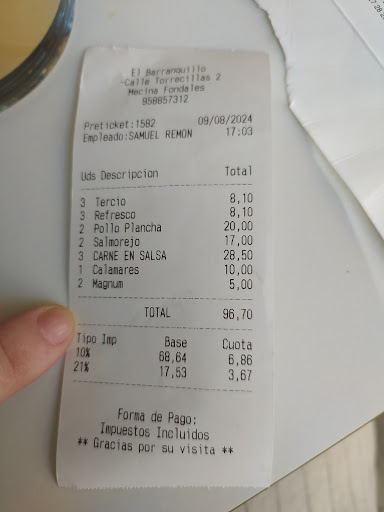 El Barranquillo
-Calle Torrecillas 2
Mecina Fondales
958857312
Preticket:1582 09/08/2024
Empleado:SAMUEL REMON 17:03
Uds Descripcion Total
3 Tercio 8,10
3 Refresco 8,10
2 Pollo Plancha 20,00
2 Salmorejo 17,00
3 CARNE EN SALSA 28,50
1 Calamares 10,00
2 Magnum 5,00
TOTAL 96,70
Tipo Imp Base Cuota
10% 68,64 6,86
21% 17,53 3,67
Forma de Pago:
Impuestos Incluidos
** Gracias por su visita **